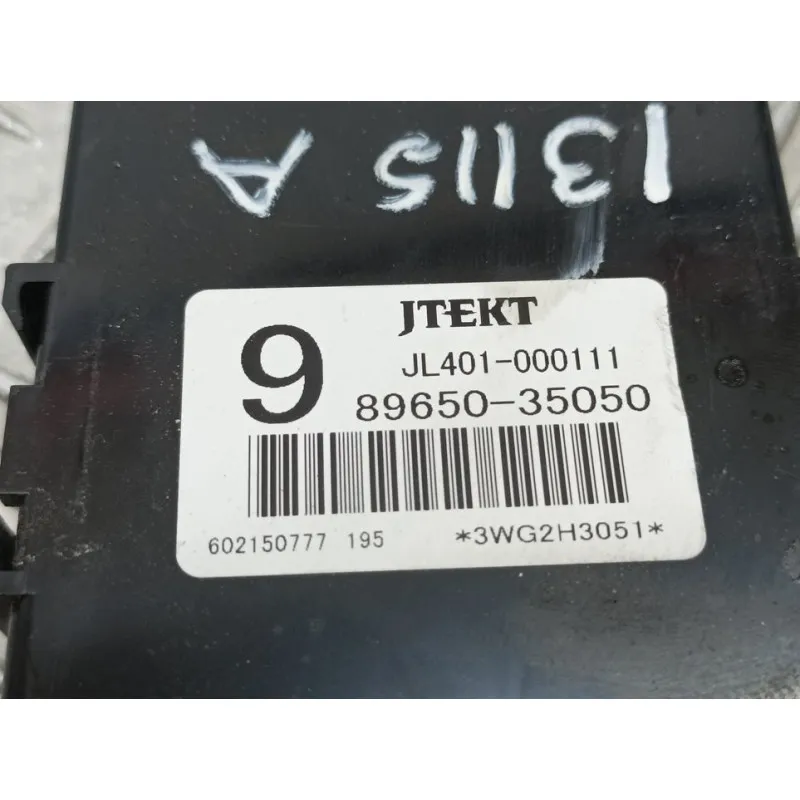 13115 A
9
JTEKT
JL401-000111
89650-35050
602150777 195
*3WG2H3051*